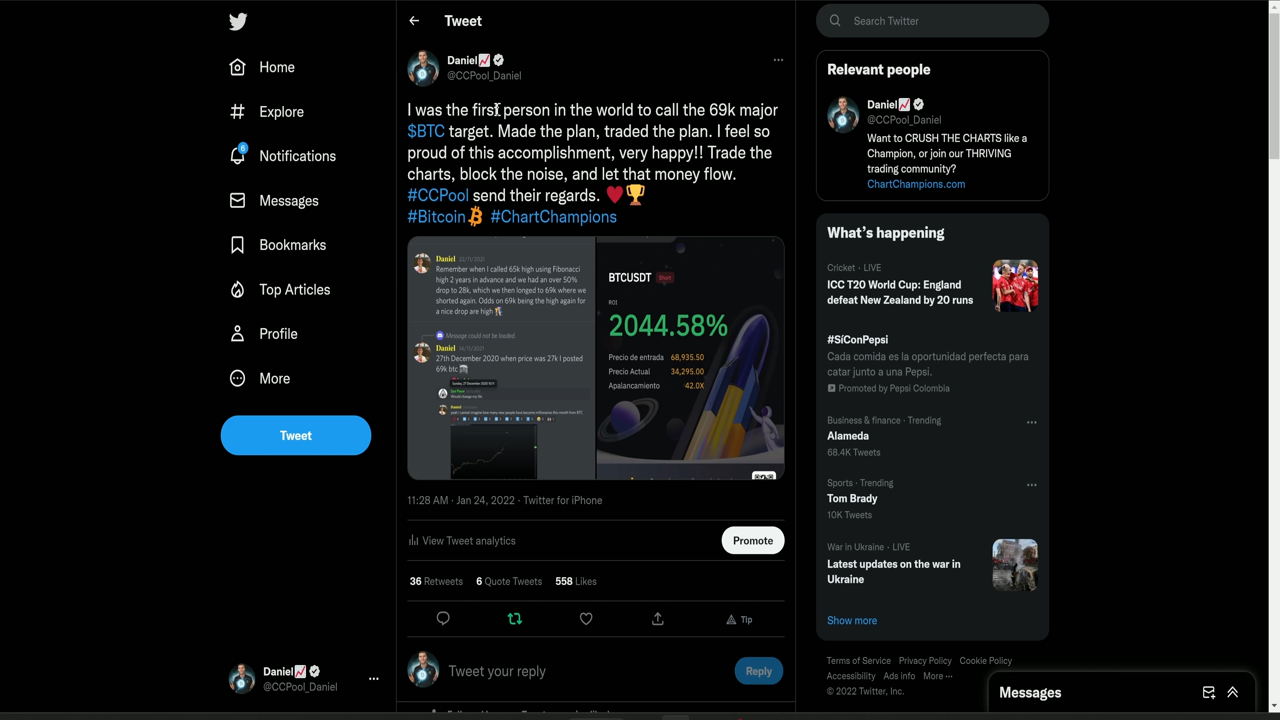 Home
Explore
6
Notifications
Messages
Bookmarks
Top Articles
Profile
More
Tweet
Daniel
@CCPool_Daniel
Tweet
Daniel
@CCPool_Daniel
I was the first person in the world to call the 69k major
$BTC target. Made the plan, traded the plan. I feel so
proud of this accomplishment, very happy!! Trade the
charts, block the noise, and let that money flow.
#CCPool send their regards.
#Bitcoin #ChartChampions
Daniel 22/11/2021
Remember when I called 65k high using Fibonacci
high 2 years in advance and we had an over 50%
drop to 28k, which we then longed to 69k where we
shorted again. Odds on 69k being the high again for
a nice drop are high
Message could not be loaded.
Daniel
27th December 2020 when price was 27k I posted
69k btc
BTCUSDT Short
ROI
2044.58%
Precio de entrada 68,935.50
Precio Actual 34,295.00
Apalancamiento 42.0X
11:28 AM · Jan 24, 2022 · Twitter for iPhone
View Tweet analytics
Promote
36 Retweets 6 Quote Tweets 558 Likes
Tip
Tweet your reply
Reply
Search Twitter
Relevant people
Daniel
@CCPool_Daniel
Want to CRUSH THE CHARTS like a
Champion, or join our THRIVING
trading community?
ChartChampions.com
What's happening
Cricket · LIVE
ICC T20 World Cup: England
defeat New Zealand by 20 runs
#SíConPepsi
Cada comida es la oportunidad perfecta para
catar junto a una Pepsi.
Promoted by Pepsi Colombia
Business & finance · Trending
Alameda
68.4K Tweets
Sports · Trending
Tom Brady
10K Tweets
War in Ukraine · LIVE
Latest updates on the war in
Ukraine
Show more
Terms of Service Privacy Policy Cookie Policy
Accessibility Ads info More ···
© 2022 Twitter, Inc.
Messages